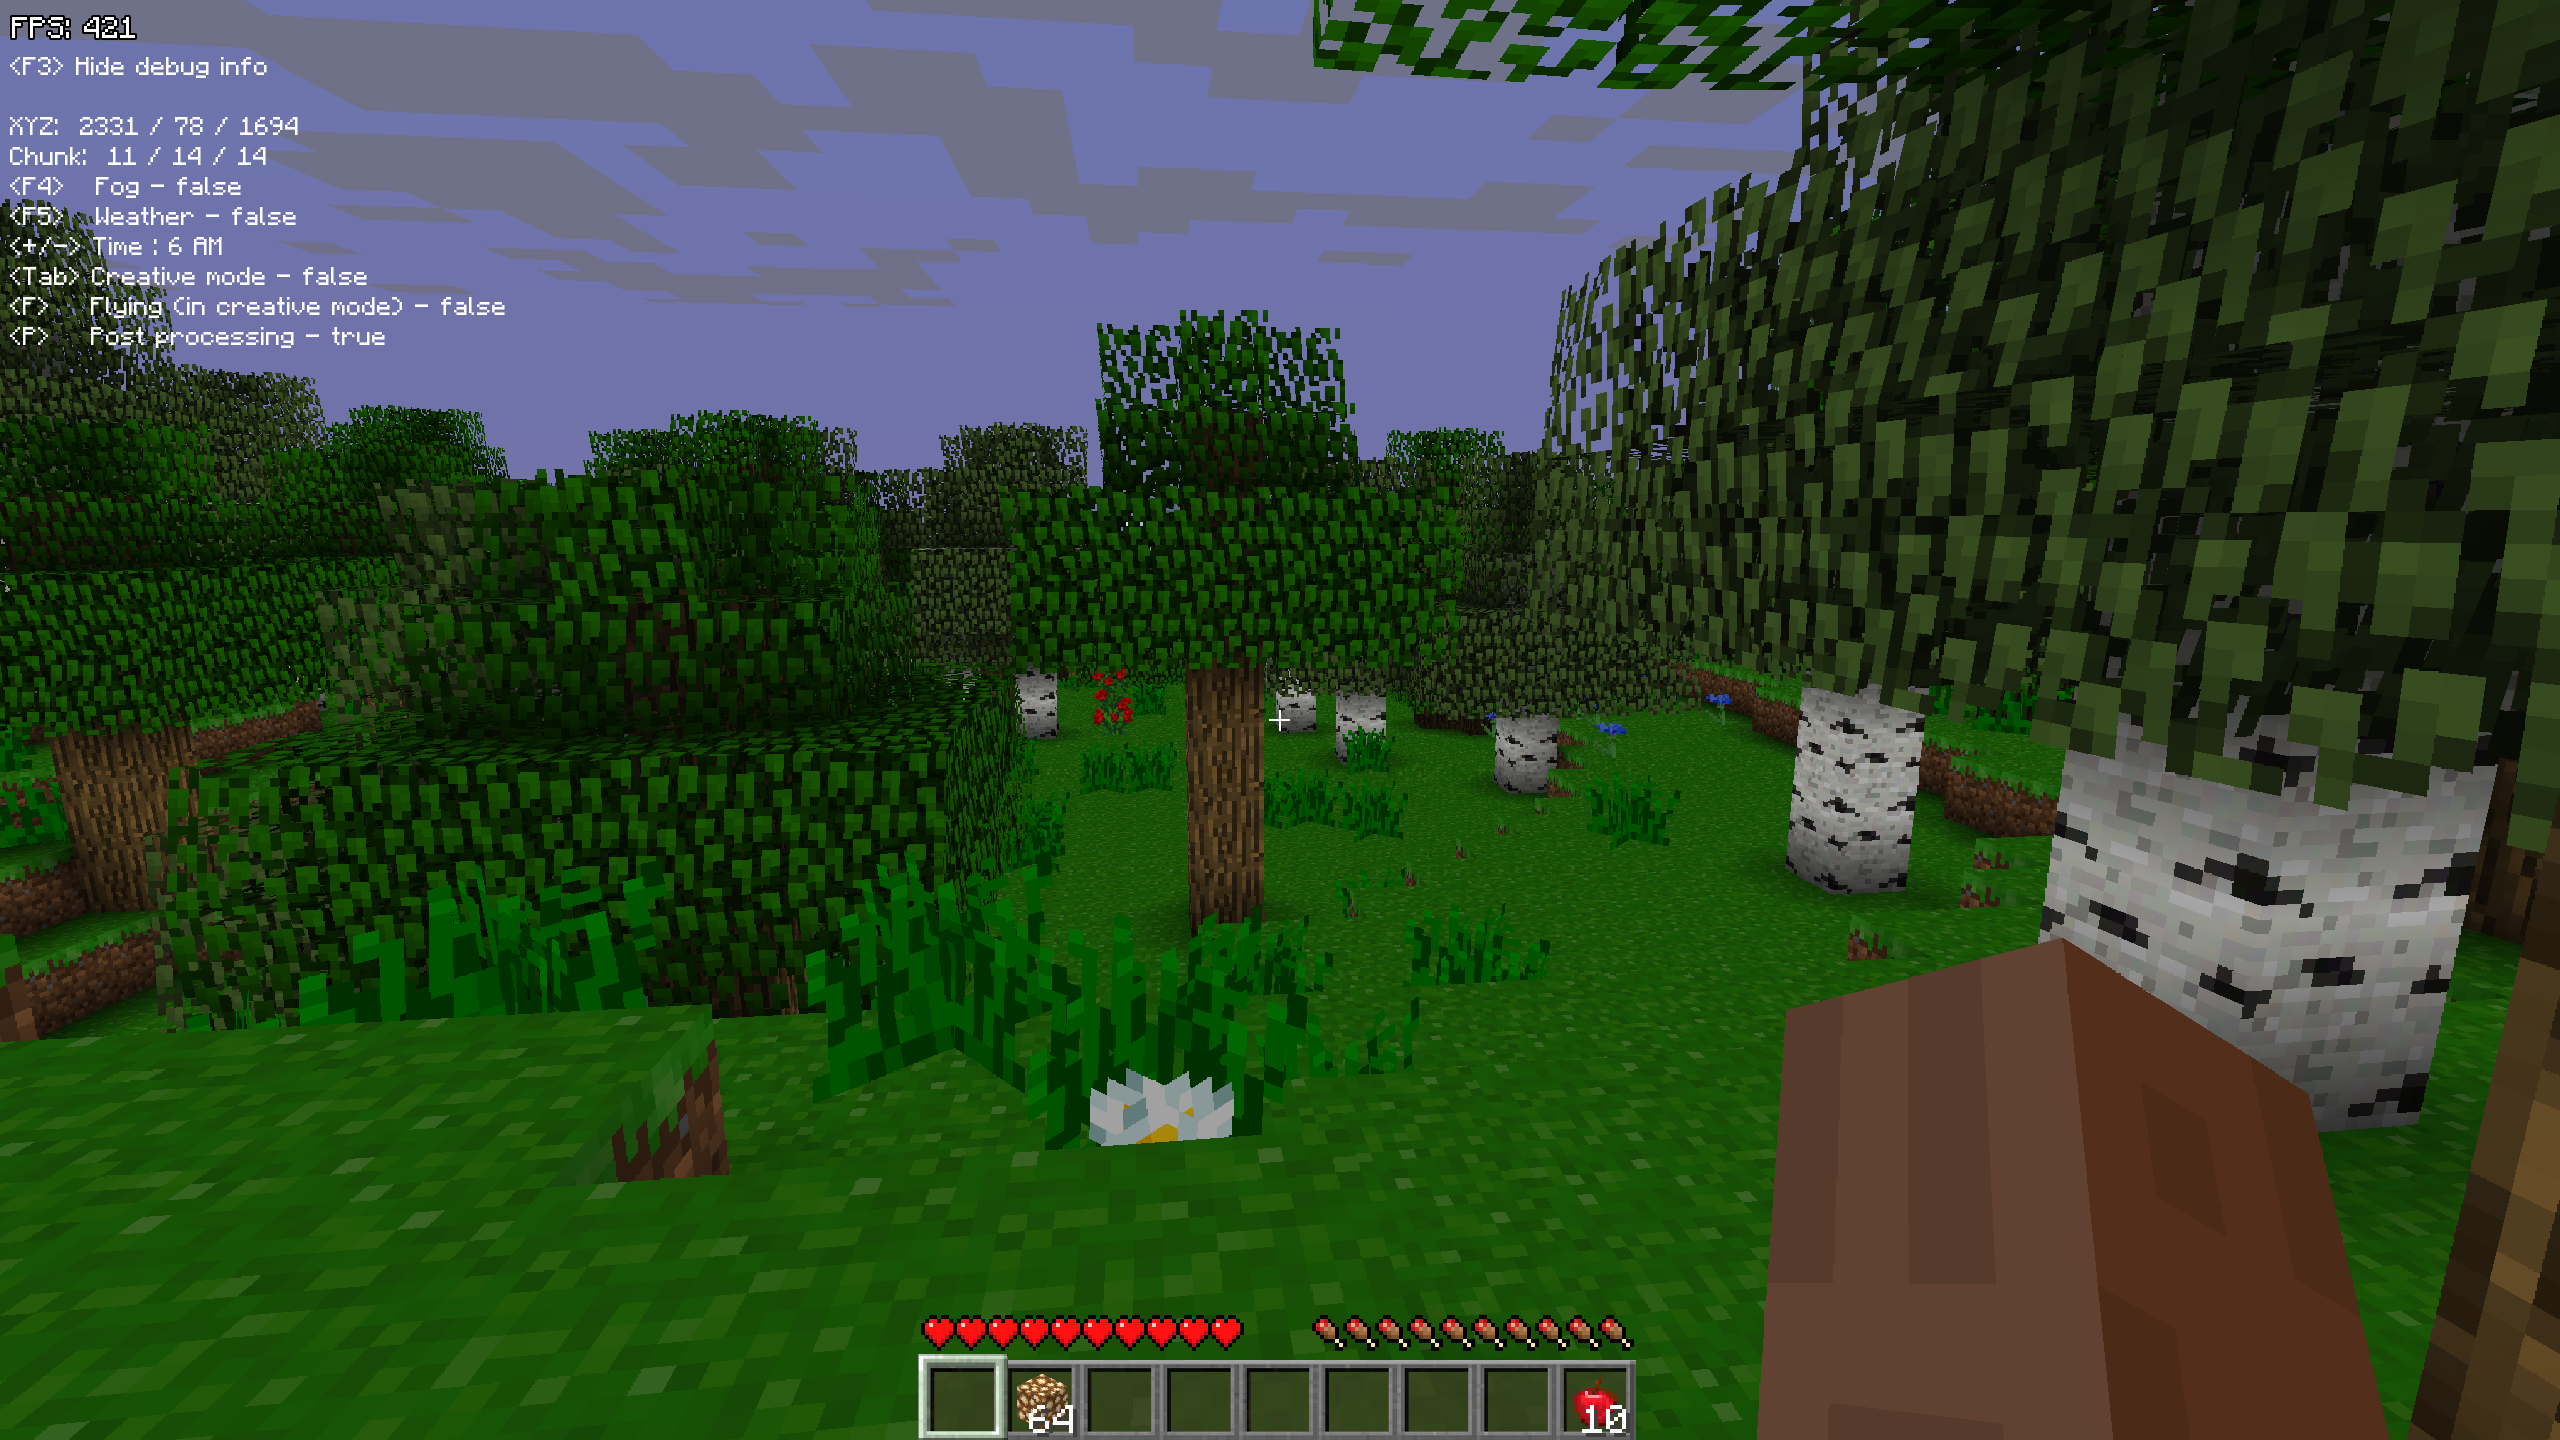 FPS: 421
<F3> Hide debug info
XYZ: 2331 / 78 / 1694
Chunk: 11 / 14 / 14
<F4> Fog - false
<F5> Weather - false
<+/-> Time : 6 AM
<Tab> Creative mode - false
<F> Flying (in creative mode) - false
<P> Post processing - true
64
10